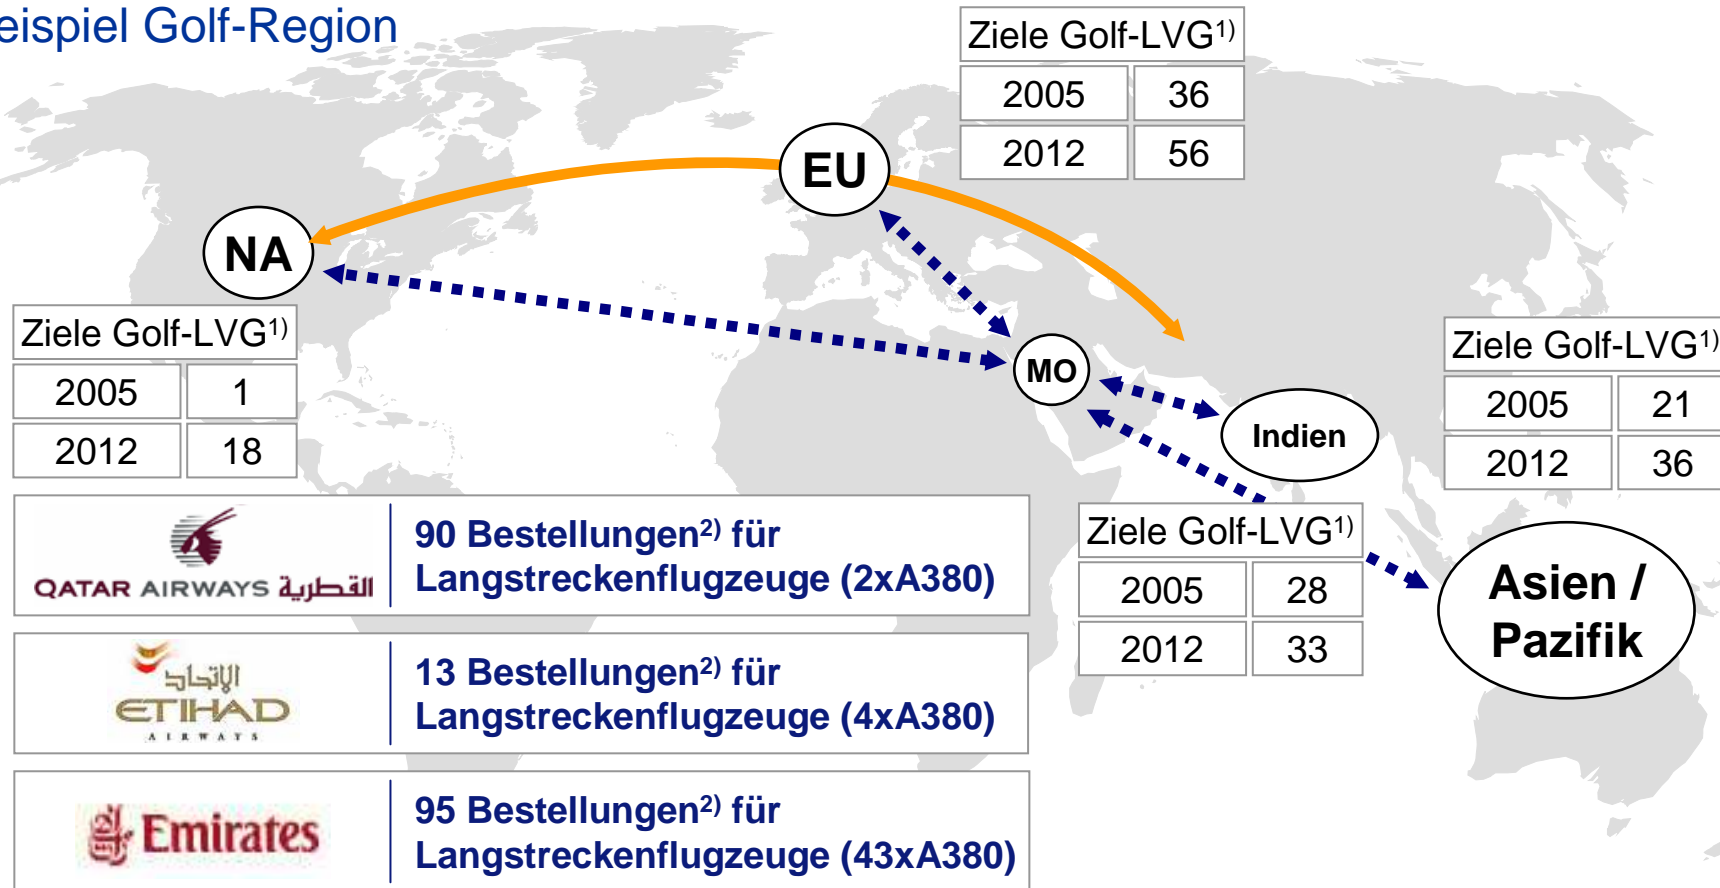 eispiel Golf-Region
Ziele Golf-LVG1)
2005 36
2012 56
EU
NA
Ziele Golf-LVG1)
2005 1
2012 18
MO
Indien
Ziele Golf-LVG1)
2005 21
2012 36
Ziele Golf-LVG1)
2005 28
2012 33
Asien /
Pazifik
QATAR AIRWAYS القطرية
90 Bestellungen2) für
Langstreckenflugzeuge (2xA380)
الإتحاد
ETIHAD
AIRWAYS
13 Bestellungen2) für
Langstreckenflugzeuge (4xA380)
Emirates
95 Bestellungen2) für
Langstreckenflugzeuge (43xA380)